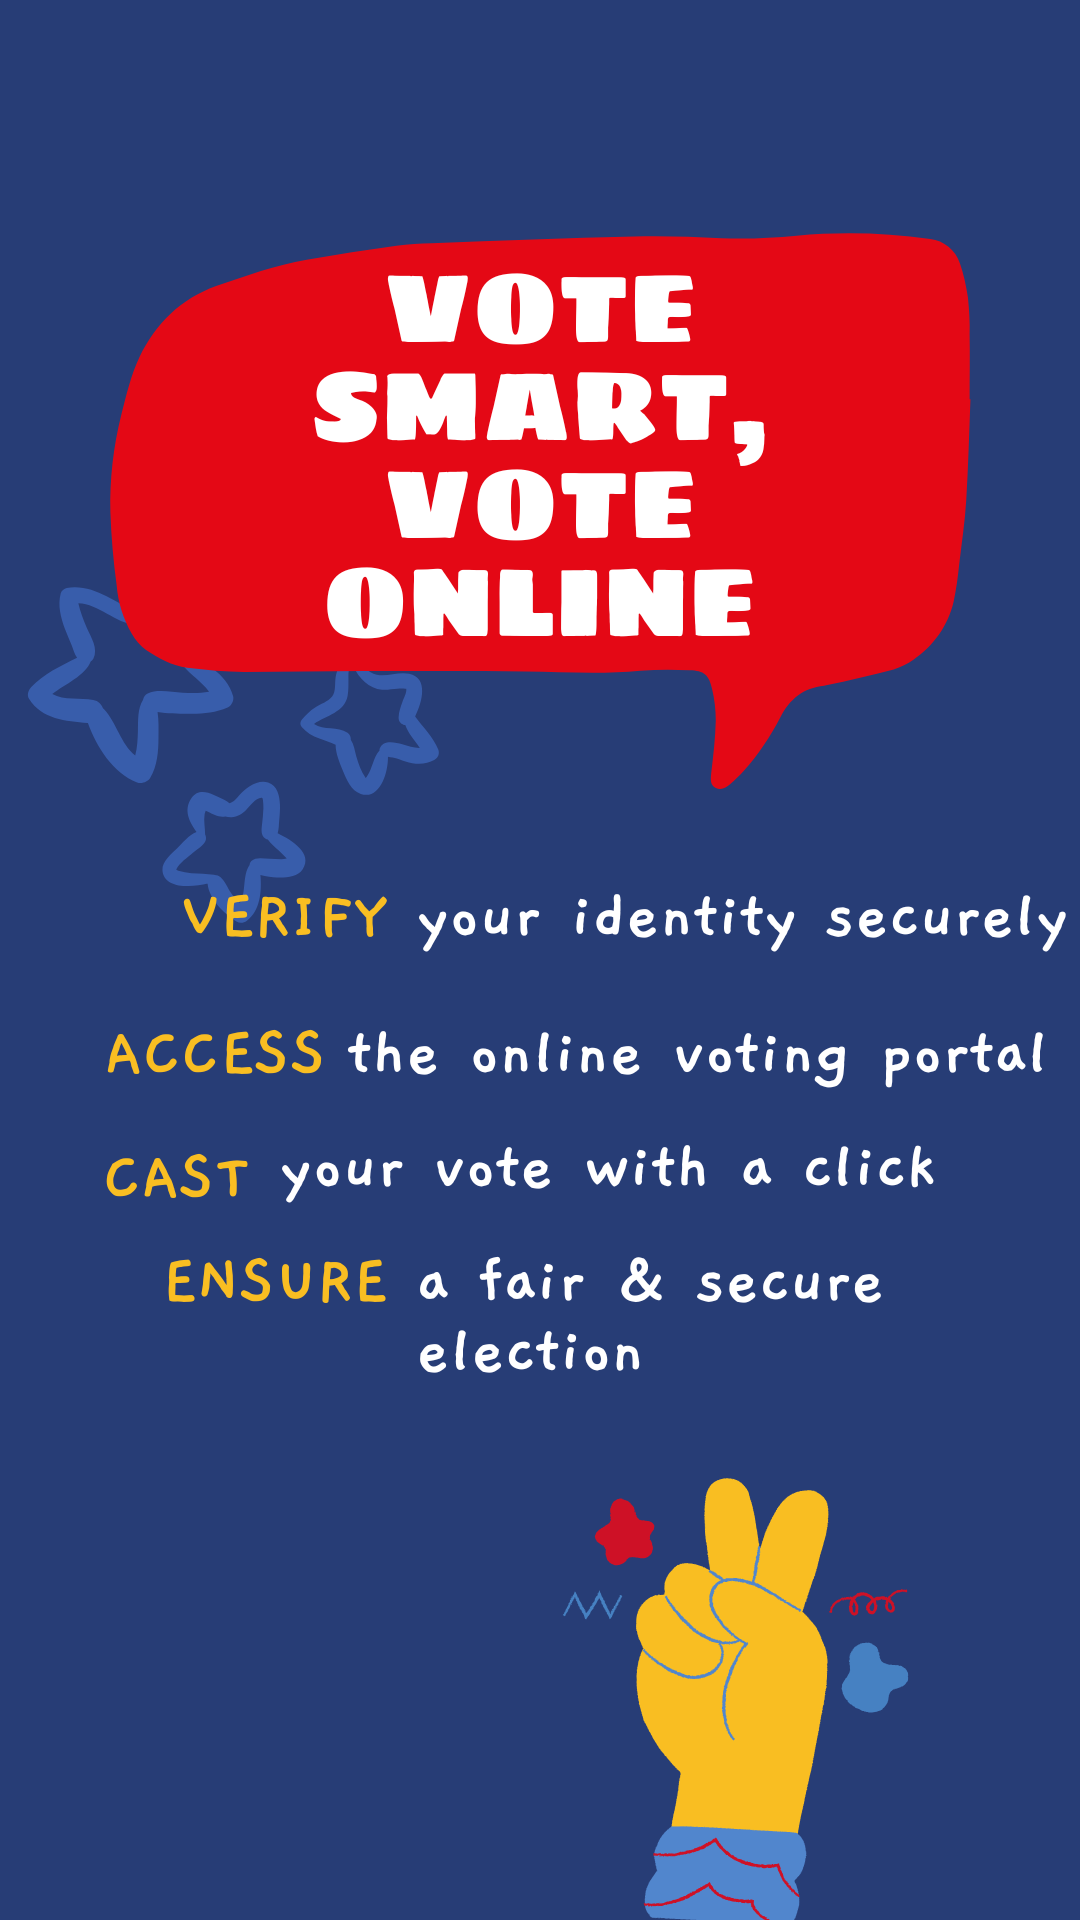 VOTE
SMART,
VOTE
ONLINE
VERIFY your identity securely
ACCESS the online voting portal
CAST your vote with a click
ENSURE a fair & secure
election